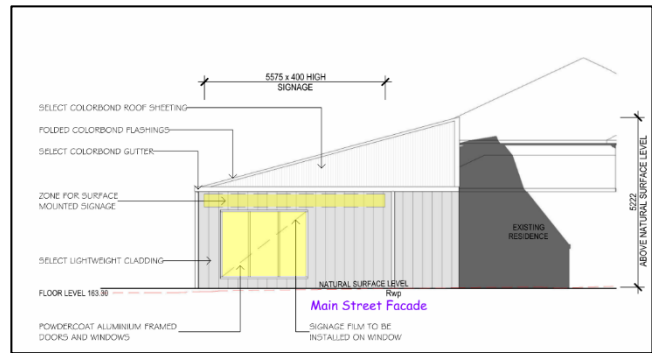 5575 x 400 HIGH
SIGNAGE
SELECT COLORBOND ROOF SHEETING
FOLDED COLORBOND FLASHINGS
SELECT COLORBOND GUTTER
ZONE FOR SURFACE
MOUNTED SIGNAGE
SELECT LIGHTWEIGHT CLADDING
FLOOR LEVEL 163.30
POWDERCOAT ALUMINIUM FRAMED
DOORS AND WINDOWS
NATURAL SURFACE LEVEL
Rwp
Main Street Facade
SIGNAGE FILM TO BE
INSTALLED ON WINDOW
EXISTING
RESIDENCE
5222
ABOVE NATURAL SURFACE LEVEL